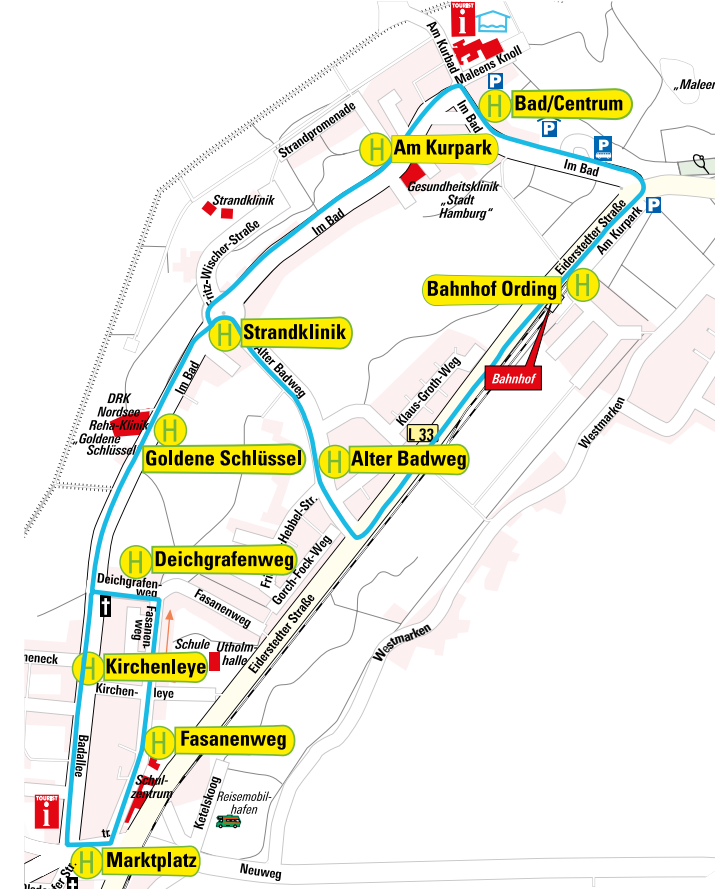 TOURIST
i
Am Kurbad
Maleens Knoll
P
„Maleen
H Bad/Centrum
Im Bad
P
P
Strandpromenade
H Am Kurpark
Im Bad
Gesundheitsklinik
„Stadt
Hamburg“
P
Strandklinik
Im Bad
Eiderstedter Straße
Am Kurpark
Fritz-Wischer-Straße
Bahnhof Ording H
H Strandklinik
Alter Badweg
Im Bad
Klaus-Groth-Weg
Bahnhof
DRK
Nordsee
Reha-Klinik
„Goldene
Schlüssel
Westmarken
H
L 33
Goldene Schlüssel
H Alter Badweg
Hebbel-Str.
Gorch-Fock-Weg
H Deichgrafenweg
Deichgrafen-
weg
Fasanen
weg
Fasanenweg
Eiderstedter Straße
Schule
Utholm-
halle
Westmarken
H Kirchenleye
Kirchen-
leye
Badallee
H Fasanenweg
Schul-
zentrum
Ketelskoog
Reisemobil-
hafen
TOURIST
i
tr.
H Marktplatz
Neuweg